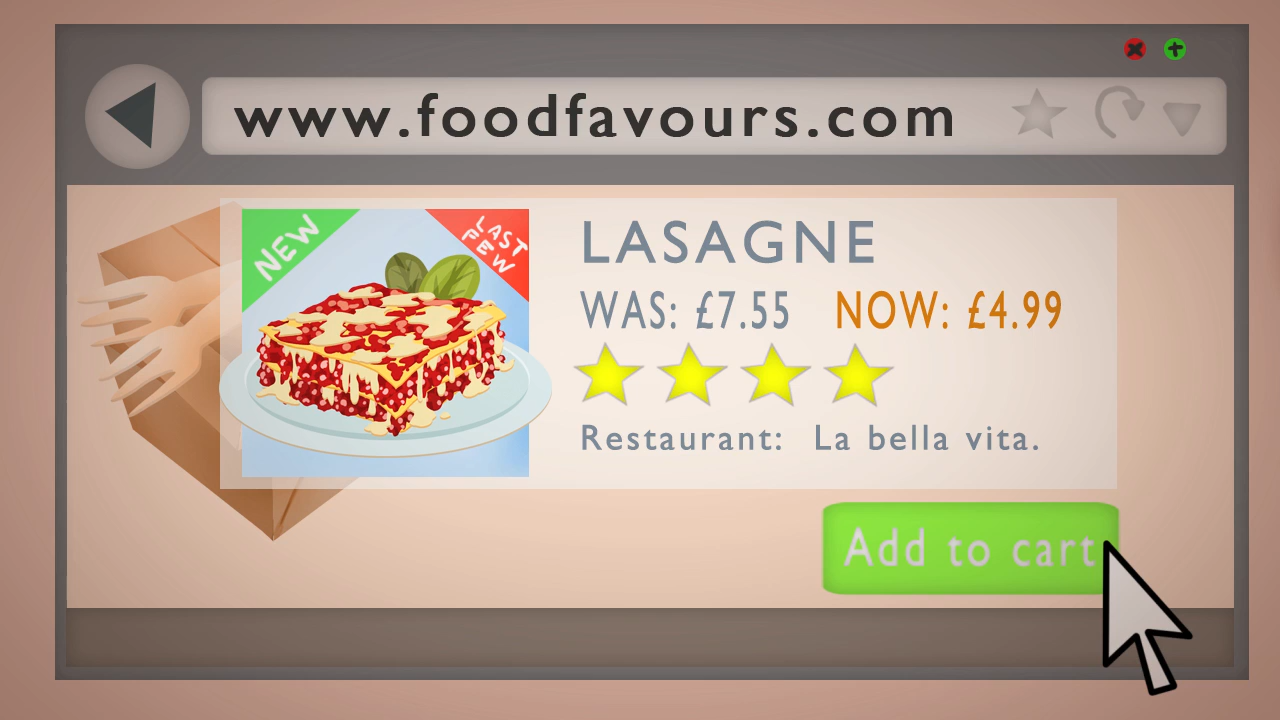 www.foodfavours.com
NEW
LAST
FEW
LASAGNE
WAS: £7.55 NOW: £4.99
Restaurant: La bella vita.
Add to cart